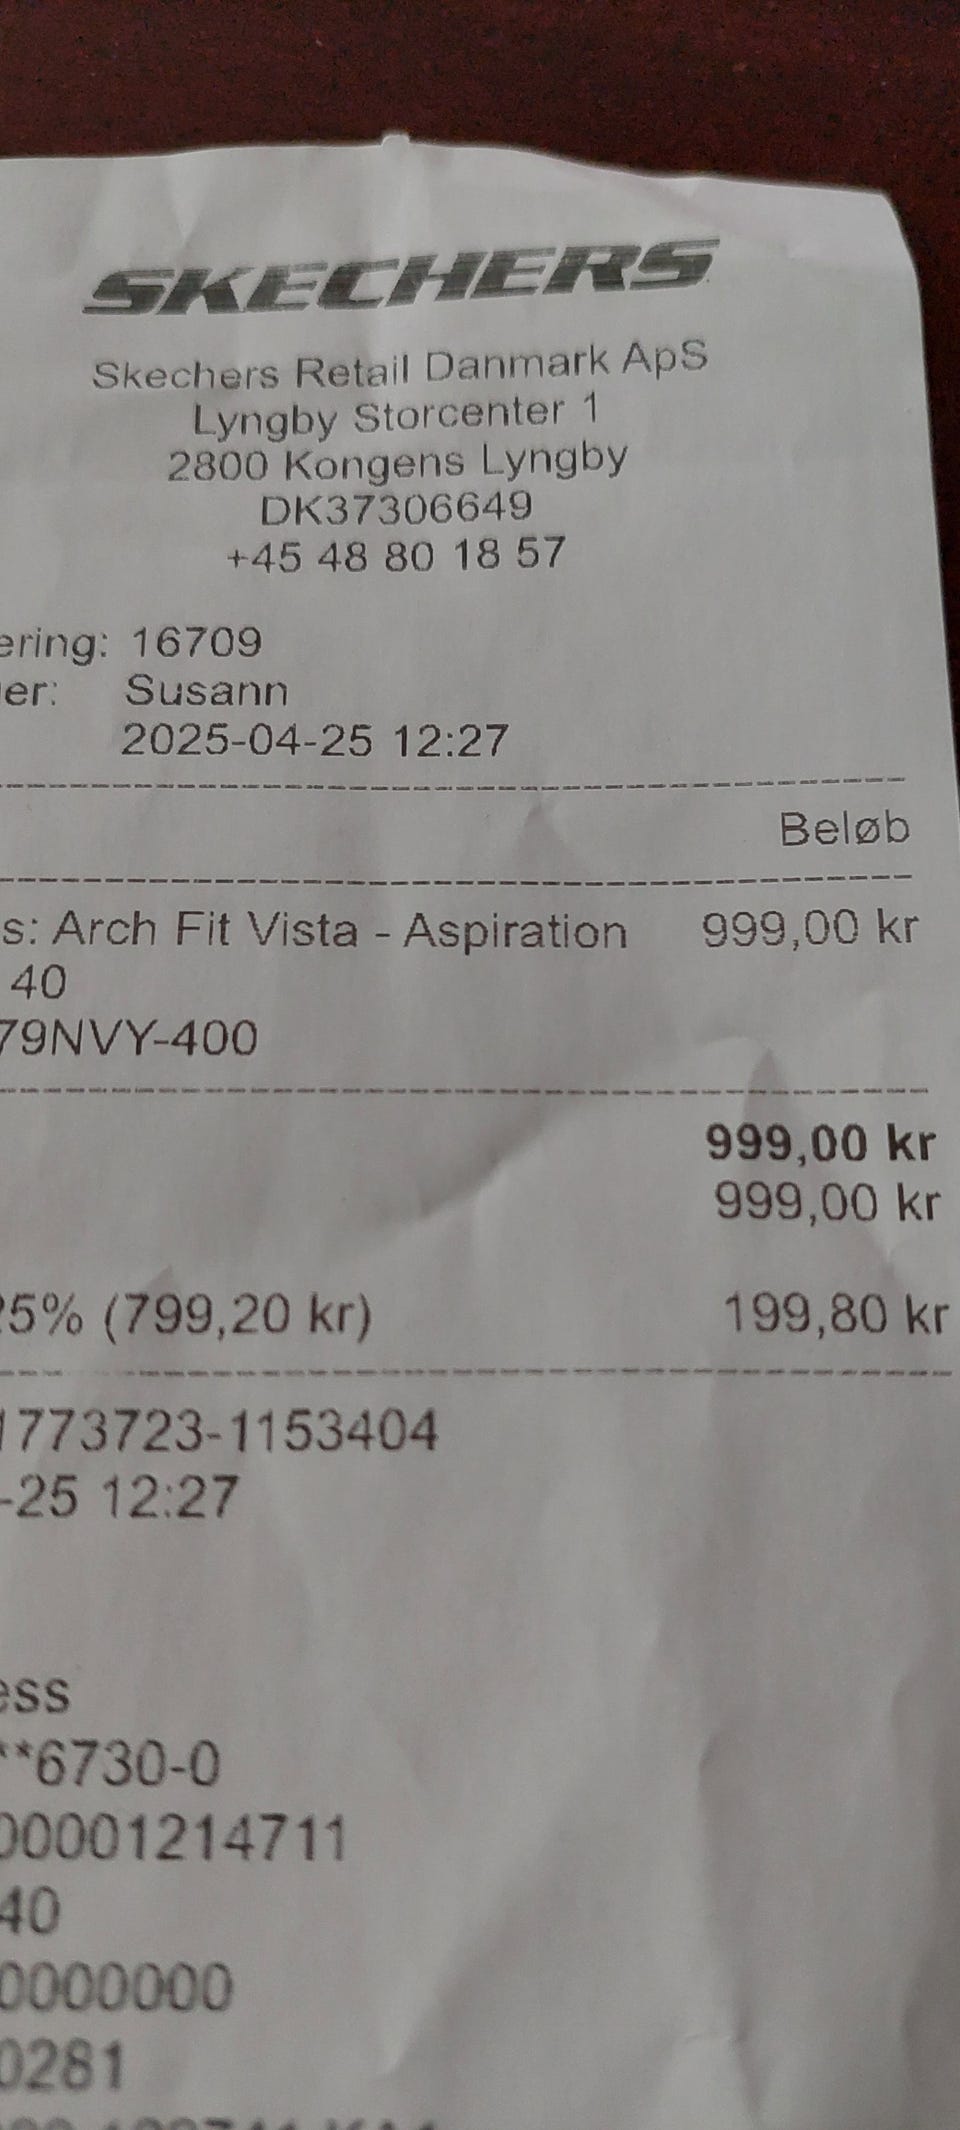 SKECHERS
Skechers Retail Danmark ApS
Lyngby Storcenter 1
2800 Kongens Lyngby
DK37306649
+45 48 80 18 57
ering: 16709
er: Susann
2025-04-25 12:27
Beløb
s: Arch Fit Vista - Aspiration 999,00 kr
40
79NVY-400
999,00 kr
999,00 kr
25% (799,20 kr) 199,80 kr
1773723-1153404
-25 12:27
ess
**6730-0
00001214711
40
0000000
0281